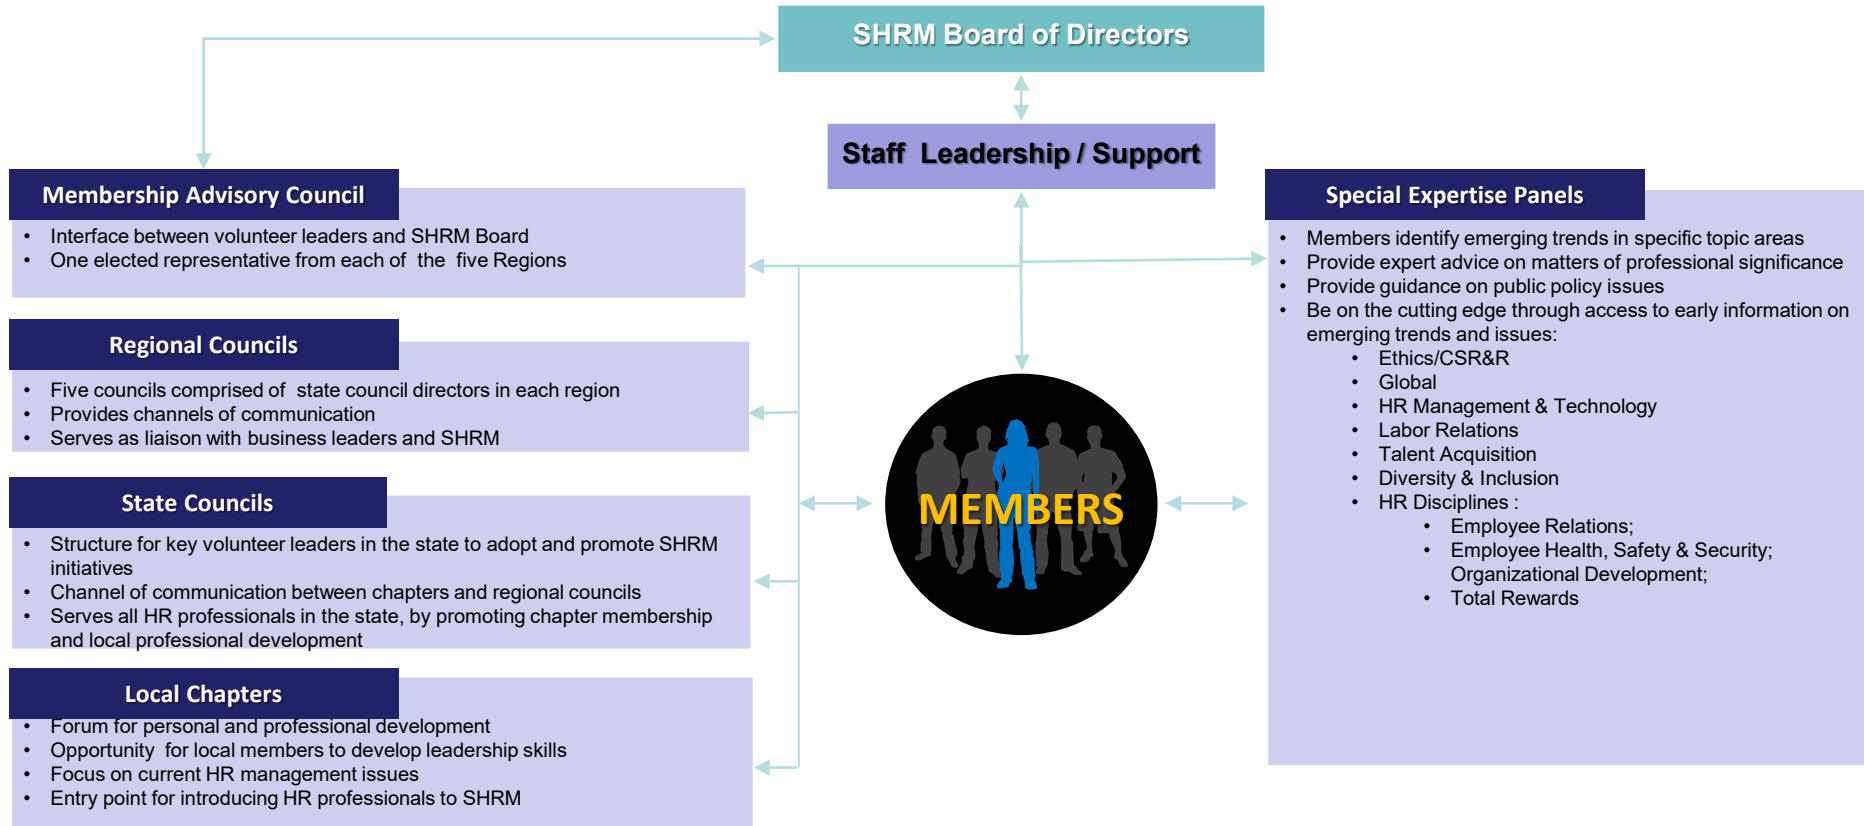 SHRM Board of Directors
Staff Leadership / Support
Membership Advisory Council
• Interface between volunteer leaders and SHRM Board
• One elected representative from each of the five Regions
Regional Councils
• Five councils comprised of state council directors in each region
• Provides channels of communication
• Serves as liaison with business leaders and SHRM
State Councils
• Structure for key volunteer leaders in the state to adopt and promote SHRM
initiatives
• Channel of communication between chapters and regional councils
• Serves all HR professionals in the state, by promoting chapter membership
and local professional development
Local Chapters
• Forum for personal and professional development
• Opportunity for local members to develop leadership skills
• Focus on current HR management issues
• Entry point for introducing HR professionals to SHRM
MEMBERS
Special Expertise Panels
• Members identify emerging trends in specific topic areas
• Provide expert advice on matters of professional significance
• Provide guidance on public policy issues
• Be on the cutting edge through access to early information on
emerging trends and issues:
• Ethics/CSR&R
• Global
• HR Management & Technology
• Labor Relations
• Talent Acquisition
• Diversity & Inclusion
• HR Disciplines :
• Employee Relations;
• Employee Health, Safety & Security;
Organizational Development;
• Total Rewards